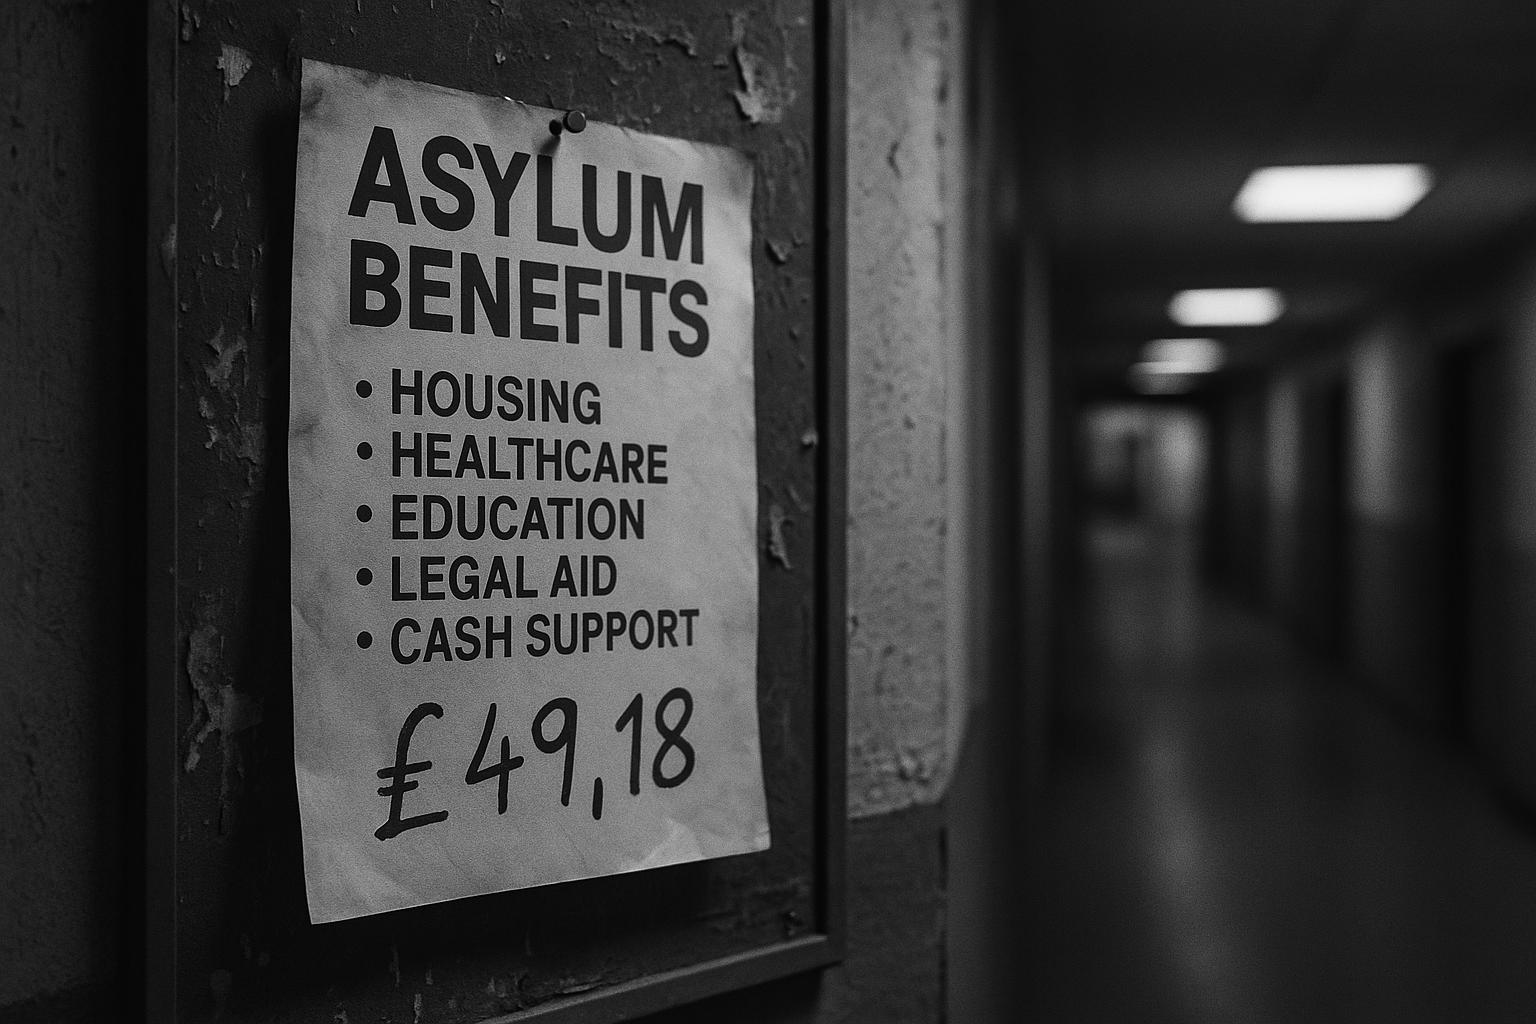 ASYLUM
BENEFITS
• HOUSING
• HEALTHCARE
• EDUCATION
• LEGAL AID
• CASH SUPPORT
£49,18